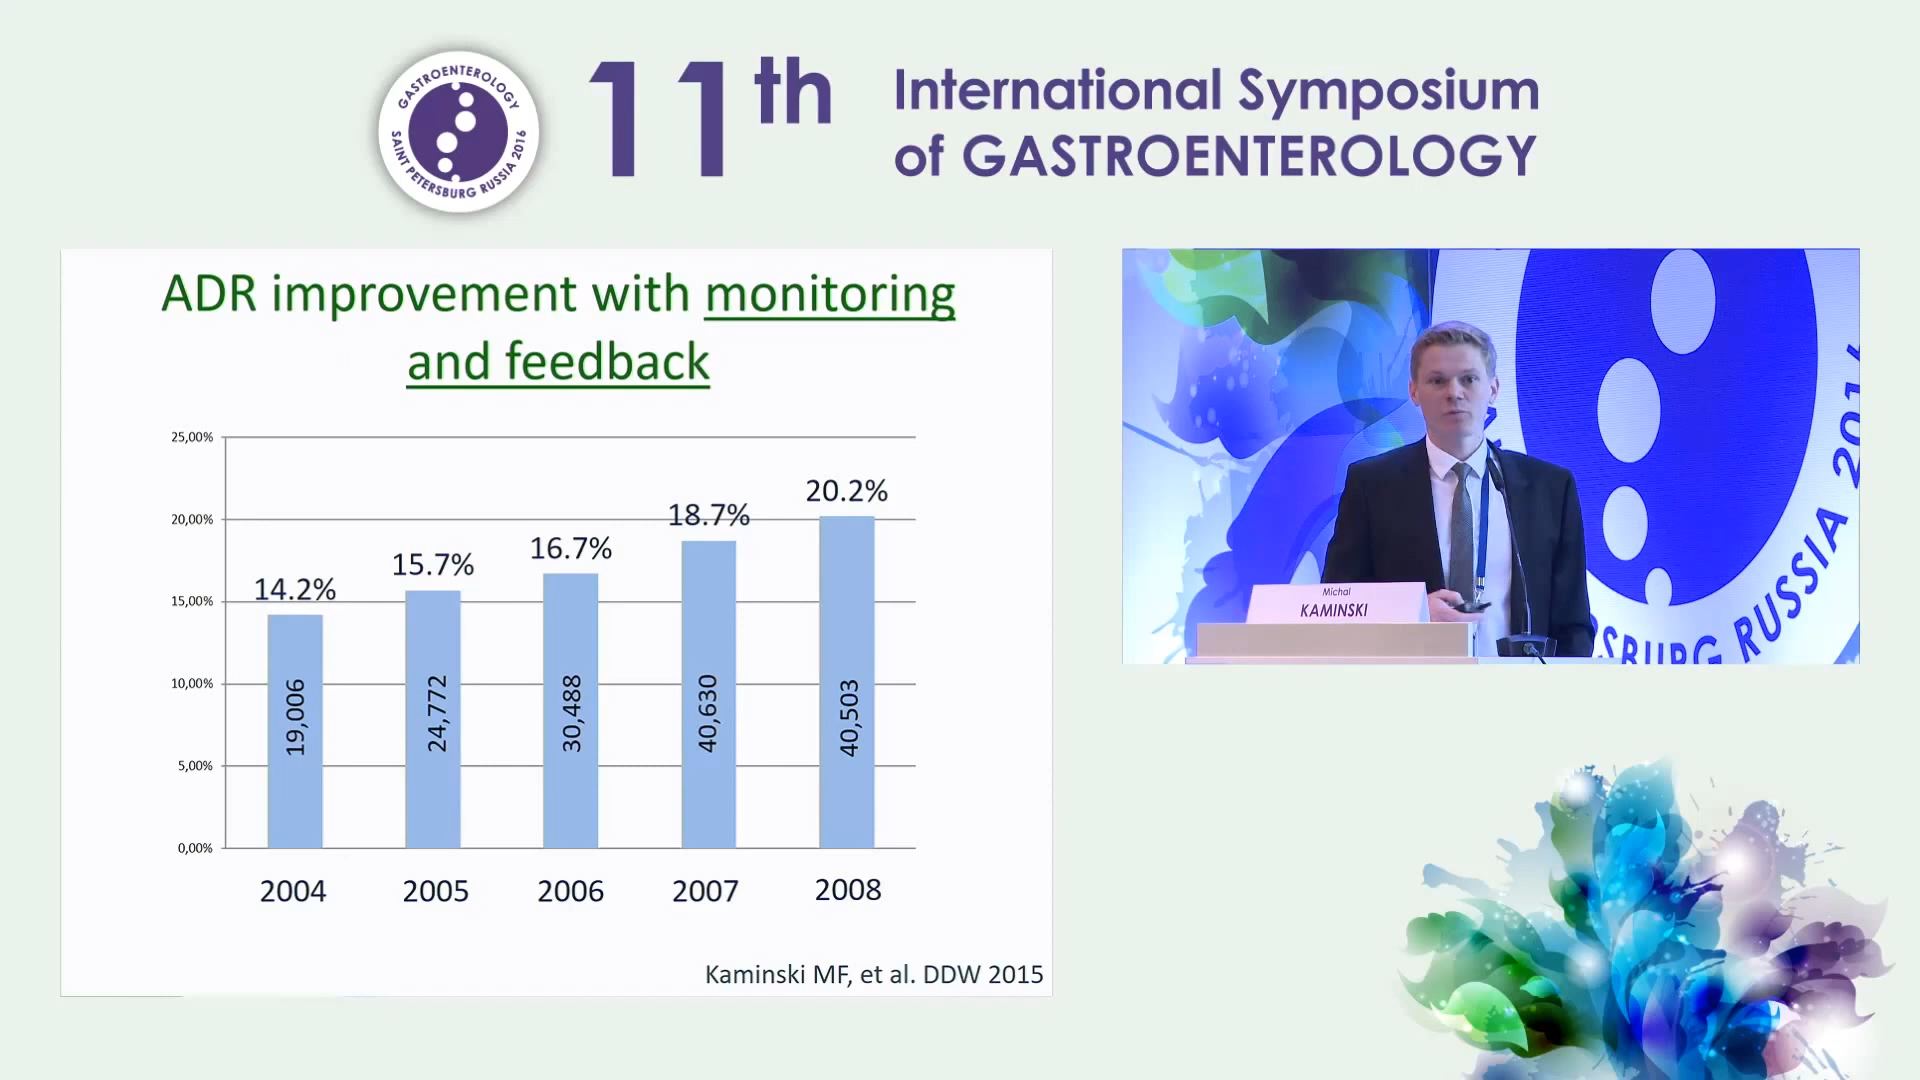 GASTROENTEROLOGY
SAINT PETERSBURG RUSSIA 2016
11th
International Symposium
of GASTROENTEROLOGY
ADR improvement with monitoring
and feedback
25,00%
20,00%
15,00%
10,00%
5,00%
0,00%
14.2%
15.7%
16.7%
18.7%
20.2%
19,006
24,772
30,488
40,630
40,503
2004
2005
2006
2007
2008
Kaminski MF, et al. DDW 2015
Michal
KAMINSKI
RSBURG RUSSIA 201